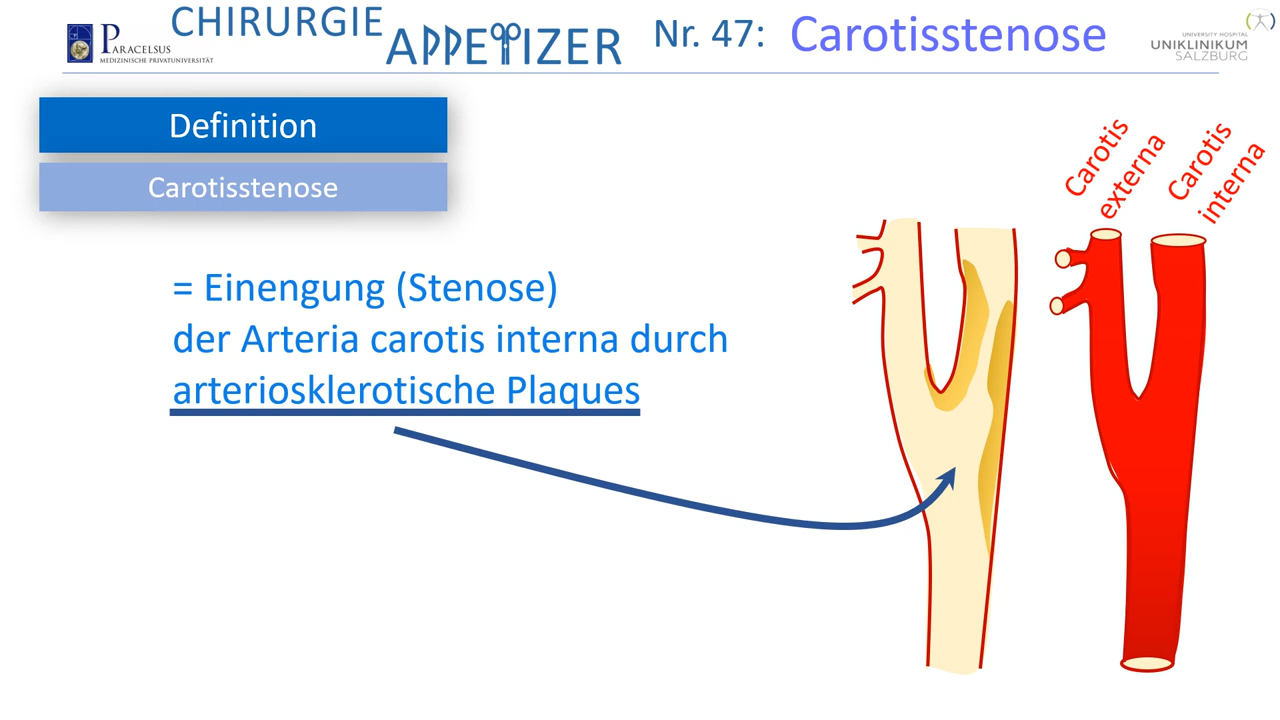 PARACELSUS
MEDIZINISCHE PRIVATUNIVERSITÄT
CHIRURGIE
APPETIZER
Nr. 47: Carotisstenose
UNIVERSITY HOSPITAL
UNIKLINIKUM
SALZBURG
Definition
Carotisstenose
= Einengung (Stenose)
der Arteria carotis interna durch
arteriosklerotische Plaques
Carotis
externa
Carotis
interna